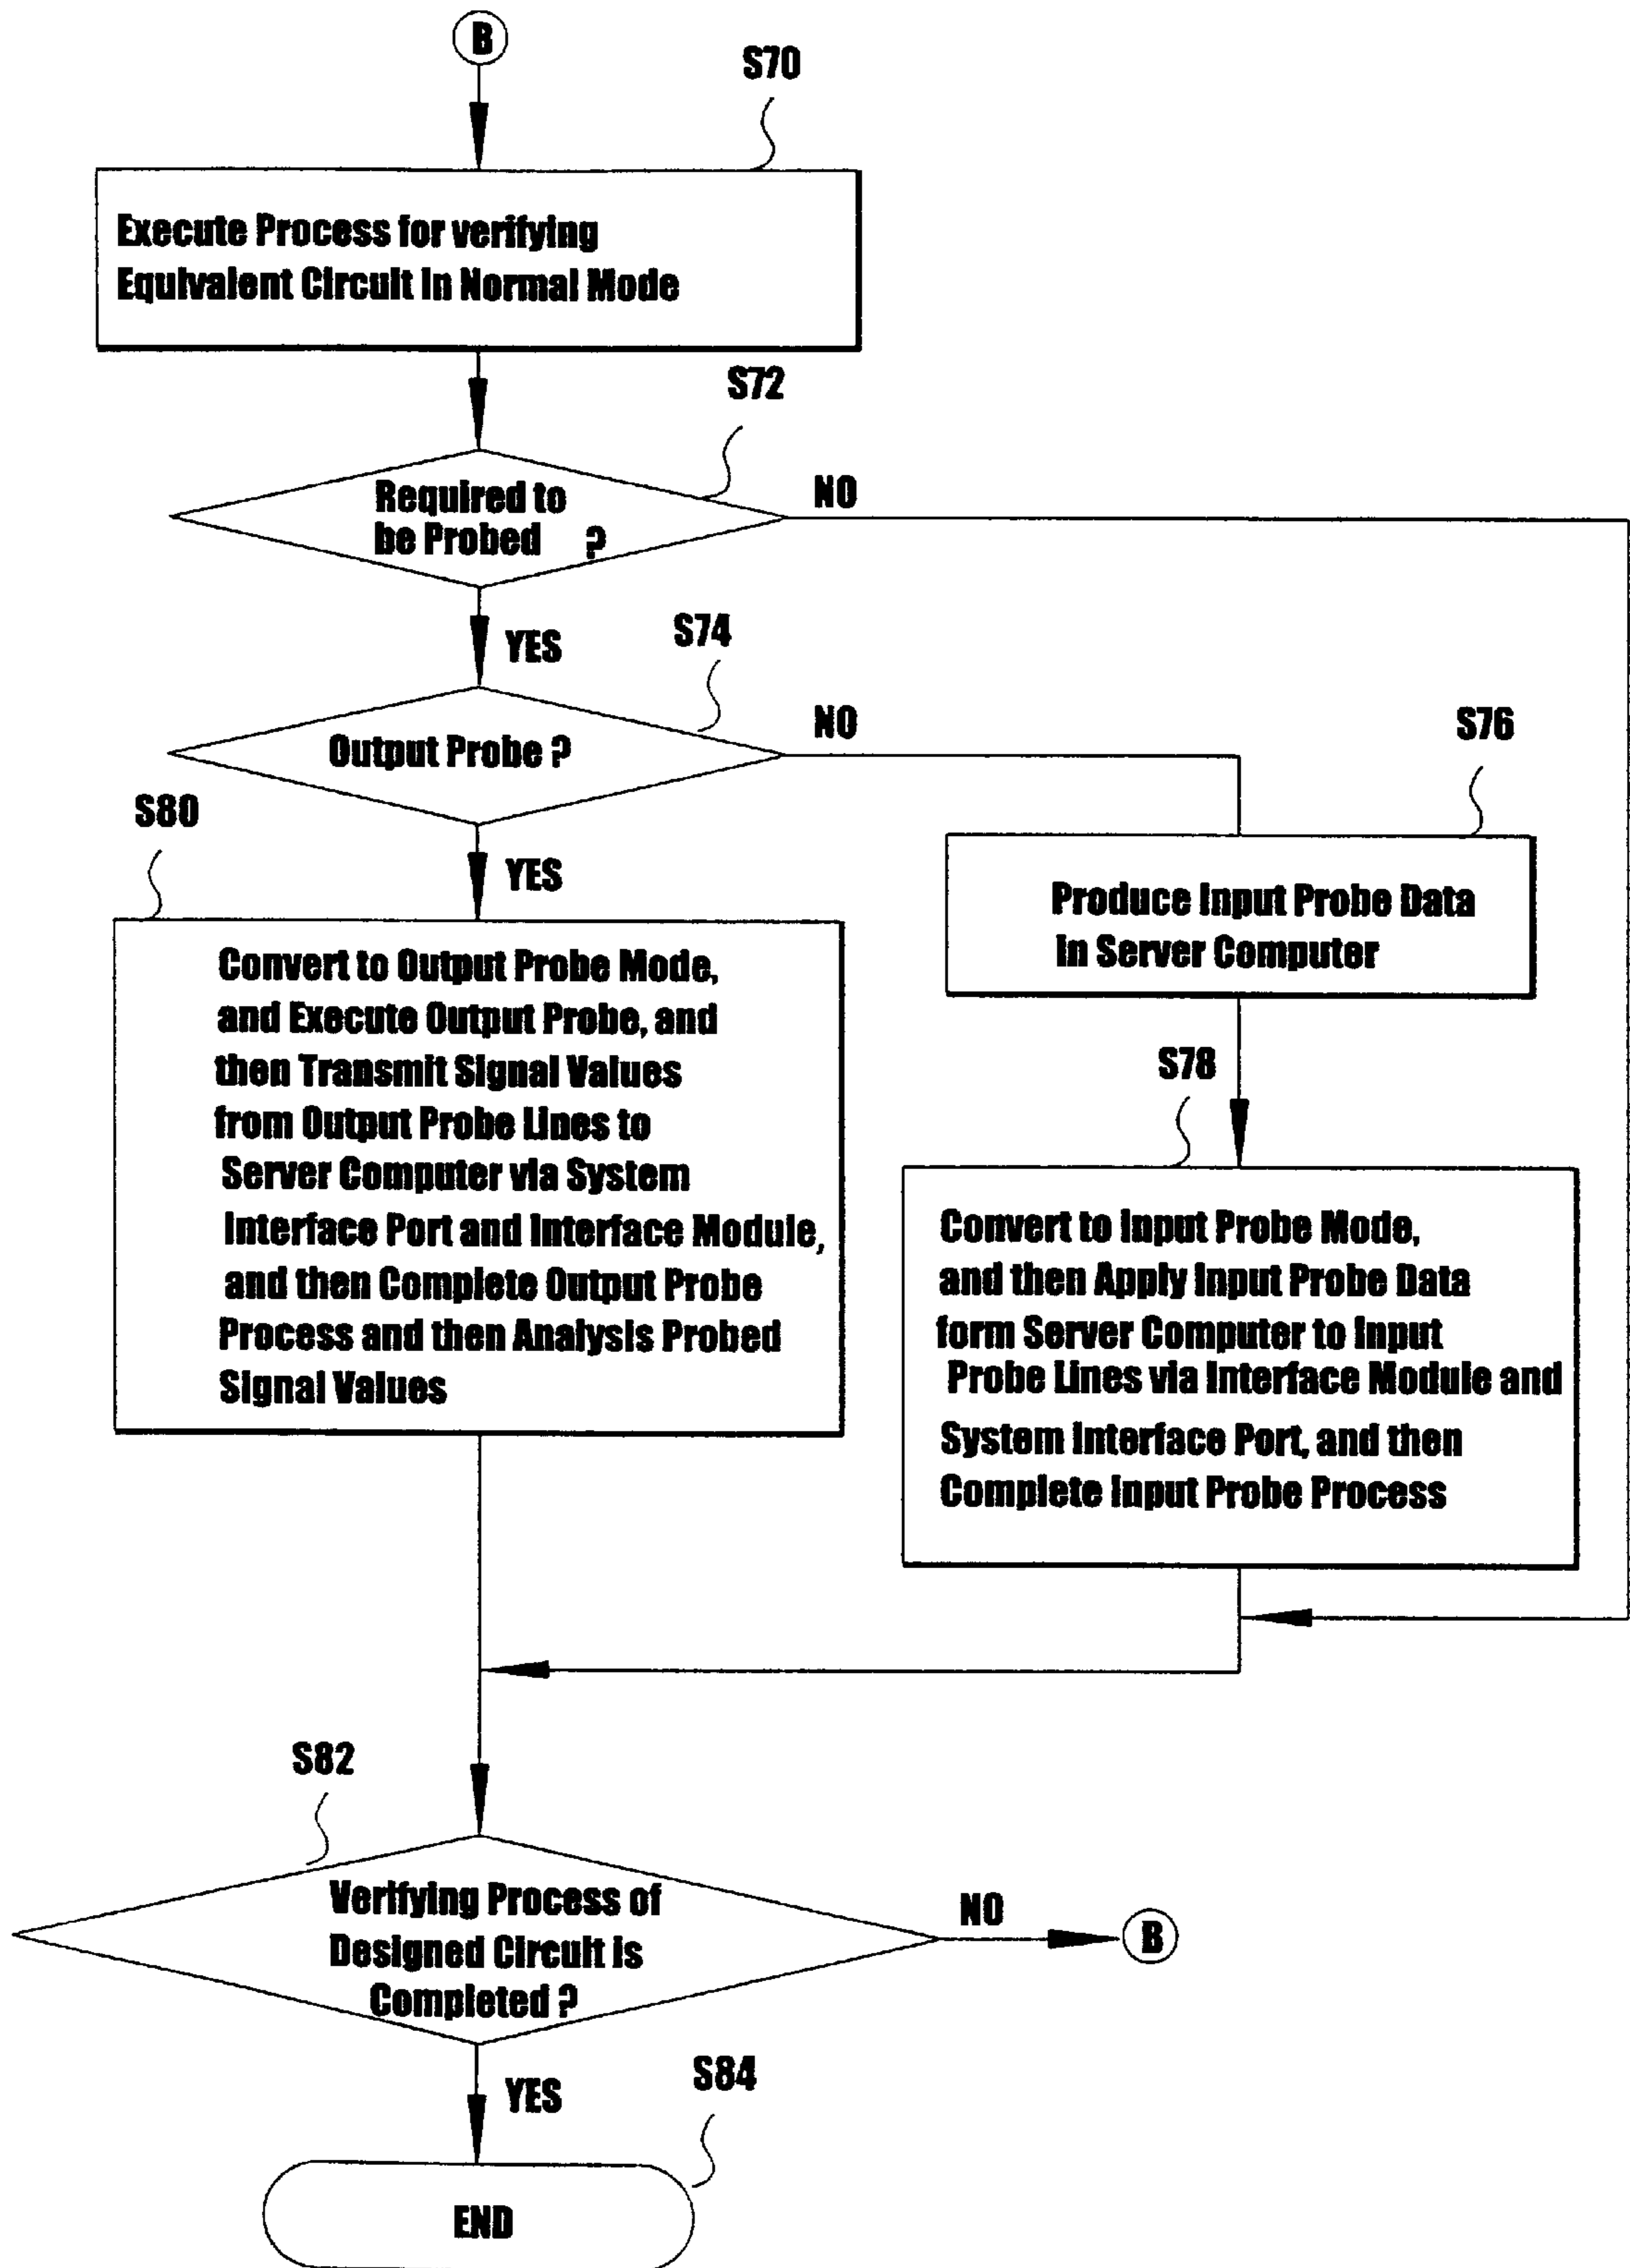 B
S70
Execute Process for verifying
Equivalent Circuit in Normal Mode
S72
Required to
be Probed ?
NO
YES
S74
Output Probe ?
NO
S76
YES
S80
Produce Input Probe Data
in Server Computer
Convert to Output Probe Mode,
and Execute Output Probe, and
then Transmit Signal Values
from Output Probe Lines to
Server Computer via System
Interface Port and Interface Module,
and then Complete Output Probe
Process and then Analysis Probed
Signal Values
S78
Convert to Input Probe Mode,
and then Apply Input Probe Data
form Server Computer to Input
Probe Lines via Interface Module and
System Interface Port, and then
Complete Input Probe Process
S82
Verifying Process of
Designed Circuit is
Completed ?
NO
B
YES
S84
END